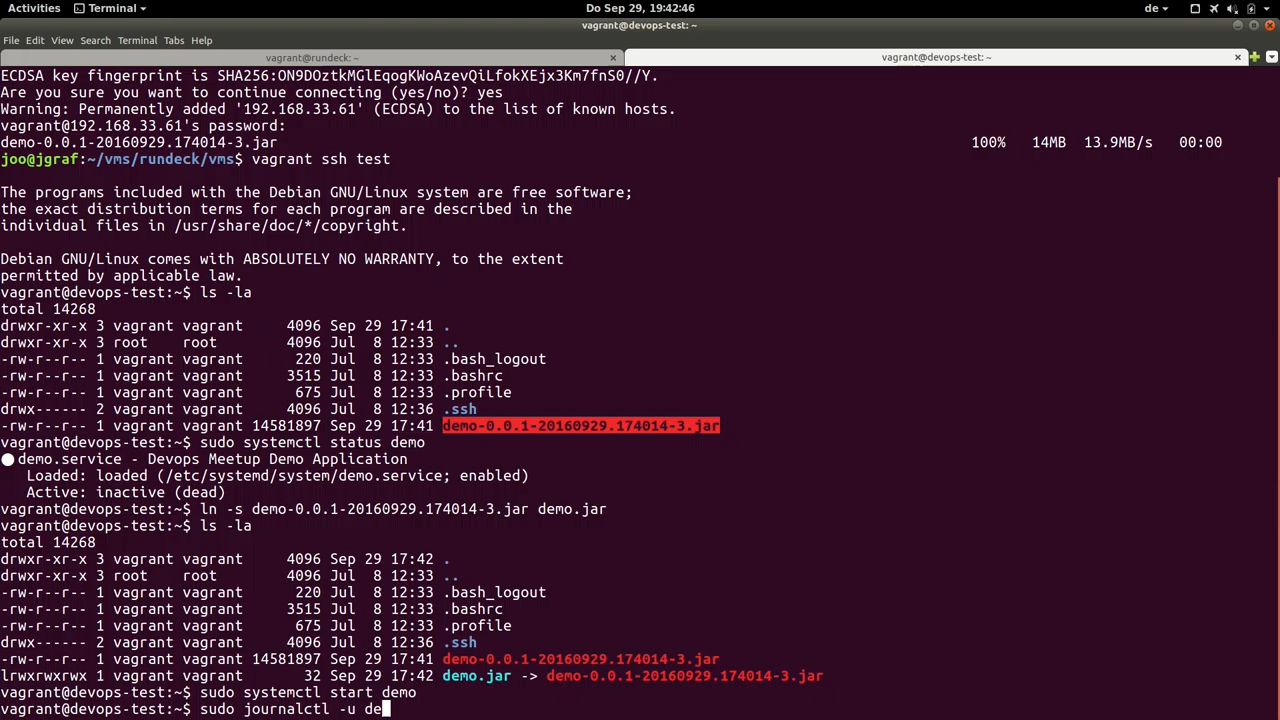 Activities Terminal Do Sep 29, 19:42:46 de
vagrant@devops-test: ~
File Edit View Search Terminal Tabs Help
vagrant@rundeck: ~ vagrant@devops-test: ~
ECDSA key fingerprint is SHA256:ON9DOztkMGlEqogKWoAzevQiLfokXEjx3Km7fnS0//Y.
Are you sure you want to continue connecting (yes/no)? yes
Warning: Permanently added '192.168.33.61' (ECDSA) to the list of known hosts.
vagrant@192.168.33.61's password:
demo-0.0.1-20160929.174014-3.jar 100% 14MB 13.9MB/s 00:00
joo@jgraf:~/vms/rundeck/vms$ vagrant ssh test
The programs included with the Debian GNU/Linux system are free software;
the exact distribution terms for each program are described in the
individual files in /usr/share/doc/*/copyright.
Debian GNU/Linux comes with ABSOLUTELY NO WARRANTY, to the extent
permitted by applicable law.
vagrant@devops-test:~$ ls -la
total 14268
drwxr-xr-x 3 vagrant vagrant 4096 Sep 29 17:41 .
drwxr-xr-x 3 root root 4096 Jul 8 12:33 ..
-rw-r--r-- 1 vagrant vagrant 220 Jul 8 12:33 .bash_logout
-rw-r--r-- 1 vagrant vagrant 3515 Jul 8 12:33 .bashrc
-rw-r--r-- 1 vagrant vagrant 675 Jul 8 12:33 .profile
drwx------ 2 vagrant vagrant 4096 Jul 8 12:36 .ssh
-rw-r--r-- 1 vagrant vagrant 14581897 Sep 29 17:41 demo-0.0.1-20160929.174014-3.jar
vagrant@devops-test:~$ sudo systemctl status demo
● demo.service - Devops Meetup Demo Application
Loaded: loaded (/etc/systemd/system/demo.service; enabled)
Active: inactive (dead)
vagrant@devops-test:~$ ln -s demo-0.0.1-20160929.174014-3.jar demo.jar
vagrant@devops-test:~$ ls -la
total 14268
drwxr-xr-x 3 vagrant vagrant 4096 Sep 29 17:42 .
drwxr-xr-x 3 root root 4096 Jul 8 12:33 ..
-rw-r--r-- 1 vagrant vagrant 220 Jul 8 12:33 .bash_logout
-rw-r--r-- 1 vagrant vagrant 3515 Jul 8 12:33 .bashrc
-rw-r--r-- 1 vagrant vagrant 675 Jul 8 12:33 .profile
drwx------ 2 vagrant vagrant 4096 Jul 8 12:36 .ssh
-rw-r--r-- 1 vagrant vagrant 14581897 Sep 29 17:41 demo-0.0.1-20160929.174014-3.jar
lrwxrwxrwx 1 vagrant vagrant 32 Sep 29 17:42 demo.jar -> demo-0.0.1-20160929.174014-3.jar
vagrant@devops-test:~$ sudo systemctl start demo
vagrant@devops-test:~$ sudo journalctl -u de